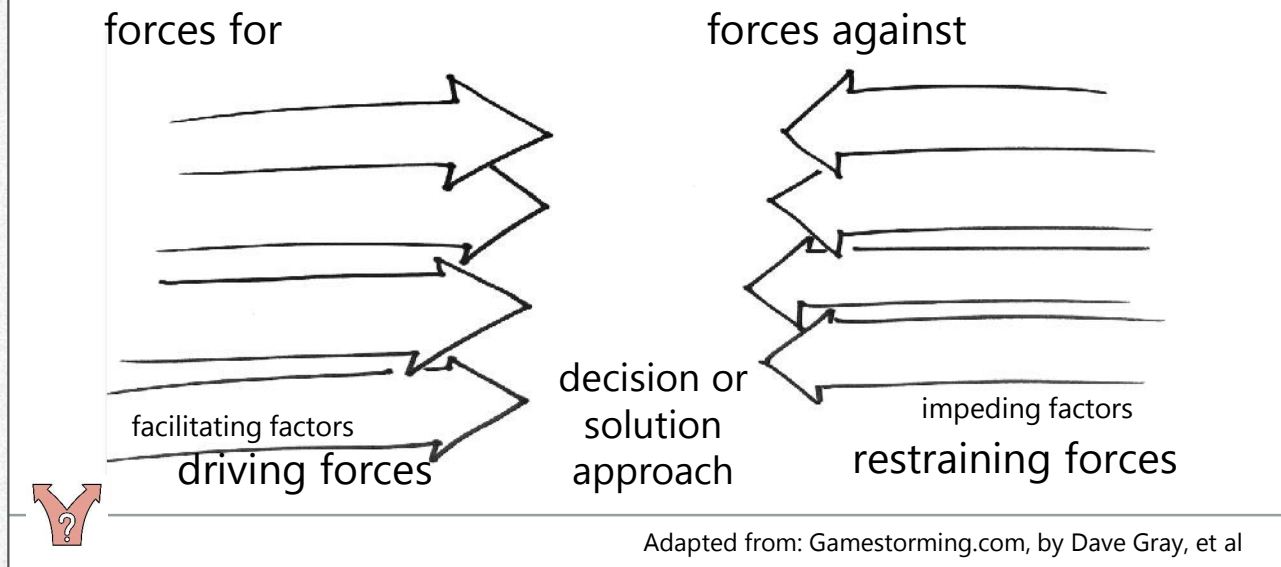 forces for
forces against
facilitating factors
driving forces
decision or
solution
approach
impeding factors
restraining forces
?
Adapted from: Gamestorming.com, by Dave Gray, et al